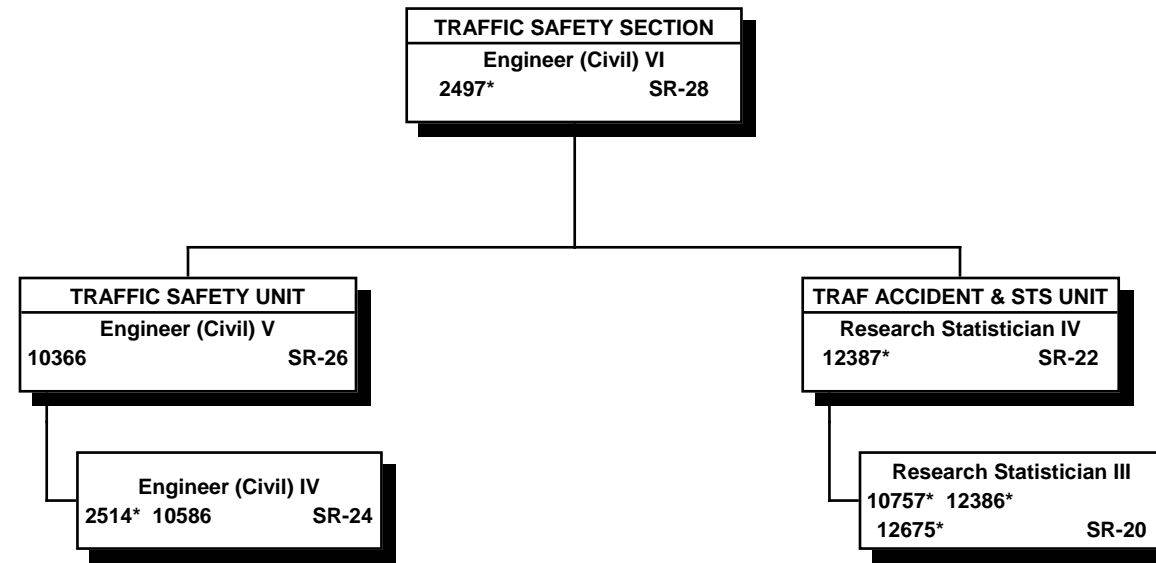 TRAFFIC SAFETY SECTION
Engineer (Civil) VI
2497* SR-28
TRAFFIC SAFETY UNIT
Engineer (Civil) V
10366 SR-26
Engineer (Civil) IV
2514* 10586 SR-24
TRAF ACCIDENT & STS UNIT
Research Statistician IV
12387* SR-22
Research Statistician III
10757* 12386*
12675* SR-20